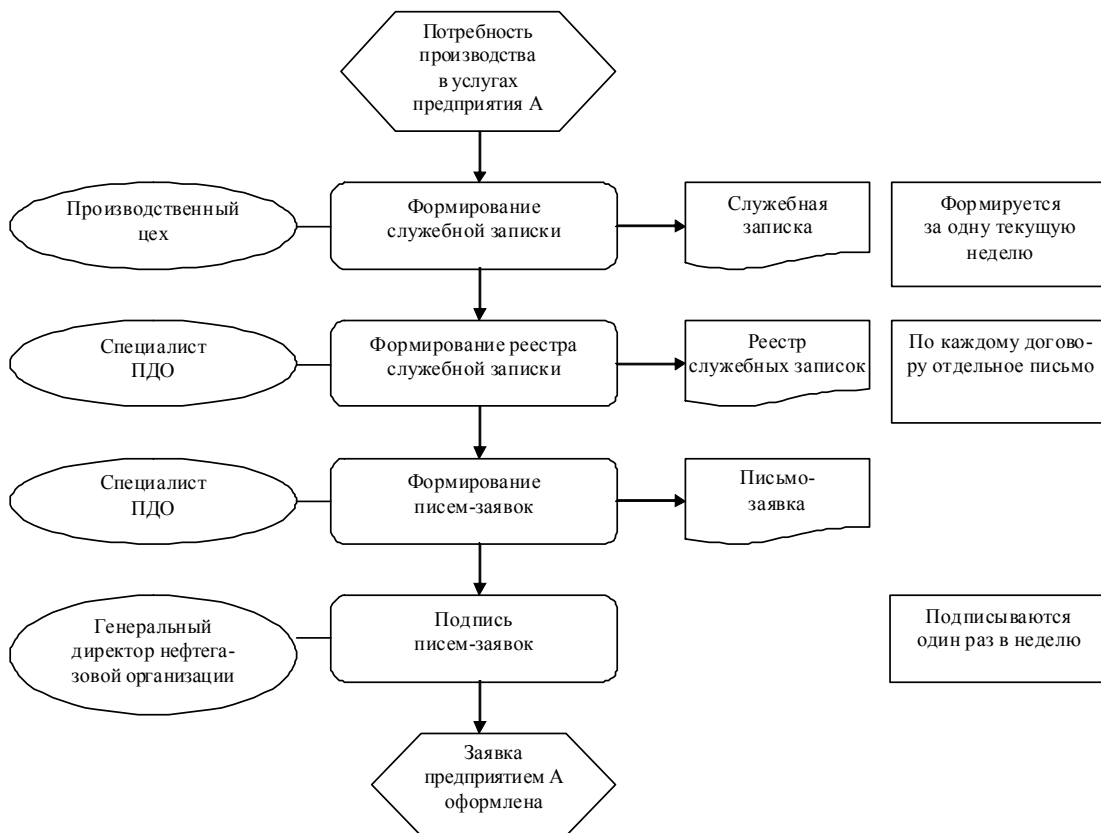 Потребность
производства
в услугах
предприятия А
Производственный
цех
Формирование
служебной записки
Служебная
записка
Формируется
за одну текущую
неделю
Специалист
ПДО
Формирование реестра
служебной записки
Реестр
служебных записок
По каждому догово-
ру отдельное письмо
Специалист
ПДО
Формирование
писем-заявок
Письмо-
заявка
Генеральный
директор нефтега-
зовой организации
Подпись
писем-заявок
Подписываются
один раз в неделю
Заявка
предприятием А
оформлена